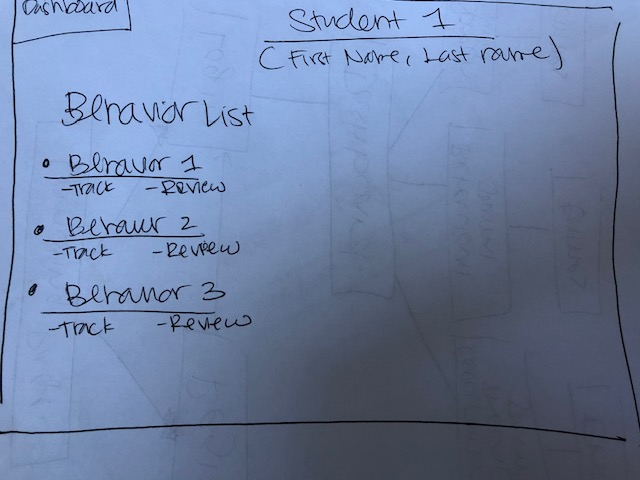 Dashboard
Student 1
(First Name, Last name)
Behavior List
• Behavior 1
-Track -Review
• Behavior 2
-Track -Review
• Behavior 3
-Track -Review